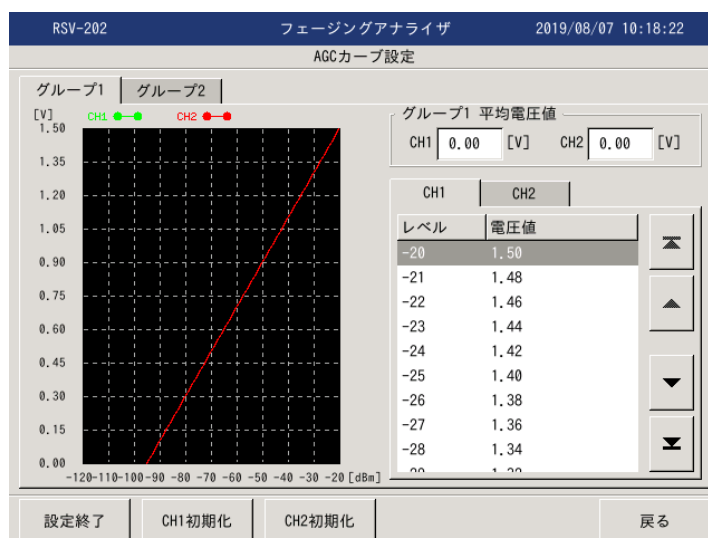 RSV-202 フェージングアナライザ 2019/08/07 10:18:22
AGCカーブ設定
グループ1 グループ2
[V] CH1 CH2
1.50
1.35
1.20
1.05
0.90
0.75
0.60
0.45
0.30
0.15
0.00
-120-110-100-90 -80 -70 -60 -50 -40 -30 -20 [dBm]
グループ1 平均電圧値
CH1 0.00 [V] CH2 0.00 [V]
CH1 CH2
レベル 電圧値
-20 1.50
-21 1.48
-22 1.46
-23 1.44
-24 1.42
-25 1.40
-26 1.38
-27 1.36
-28 1.34
設定終了 CH1初期化 CH2初期化 戻る